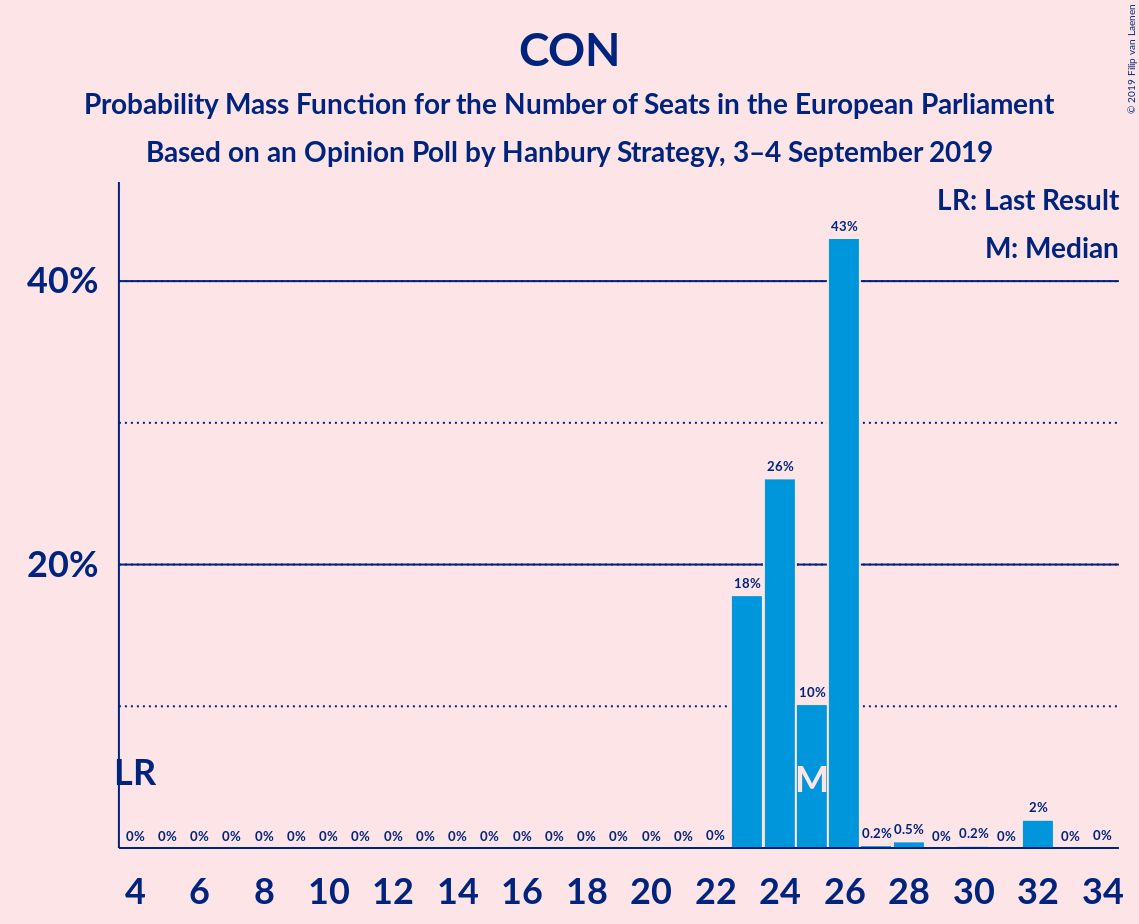 © 2019 Filip van Laenen
CON
Probability Mass Function for the Number of Seats in the European Parliament
Based on an Opinion Poll by Hanbury Strategy, 3–4 September 2019
LR: Last Result
M: Median
43%
40%
26%
20%
18%
10%
LR
M
0% 0% 0% 0% 0% 0% 0% 0% 0% 0% 0% 0% 0% 0% 0% 0% 0% 0% 0% 0.2% 0.5% 0% 0.2% 0% 2% 0% 0%
4 6 8 10 12 14 16 18 20 22 24 26 28 30 32 34